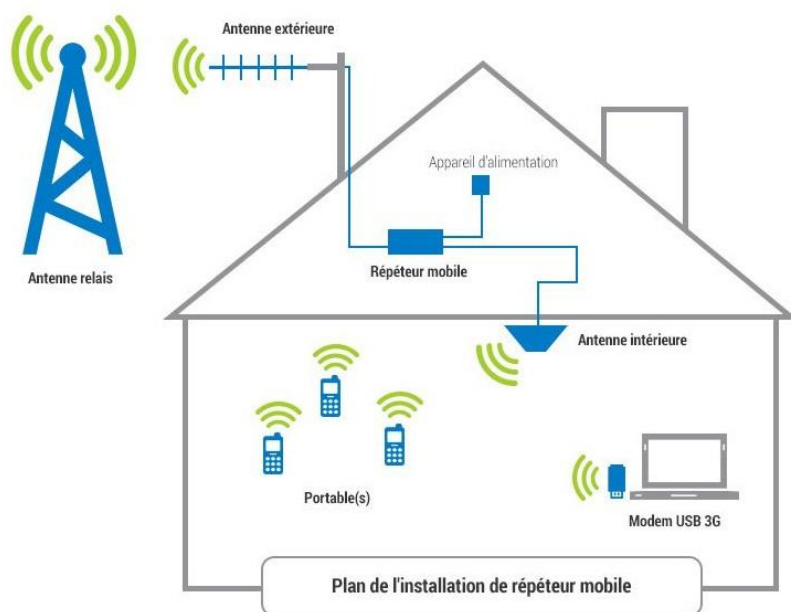 Antenne extérieure
Appareil d'alimentation
Antenne relais
Répéteur mobile
Antenne intérieure
Portable(s)
Modem USB 3G
Plan de l'installation de répéteur mobile